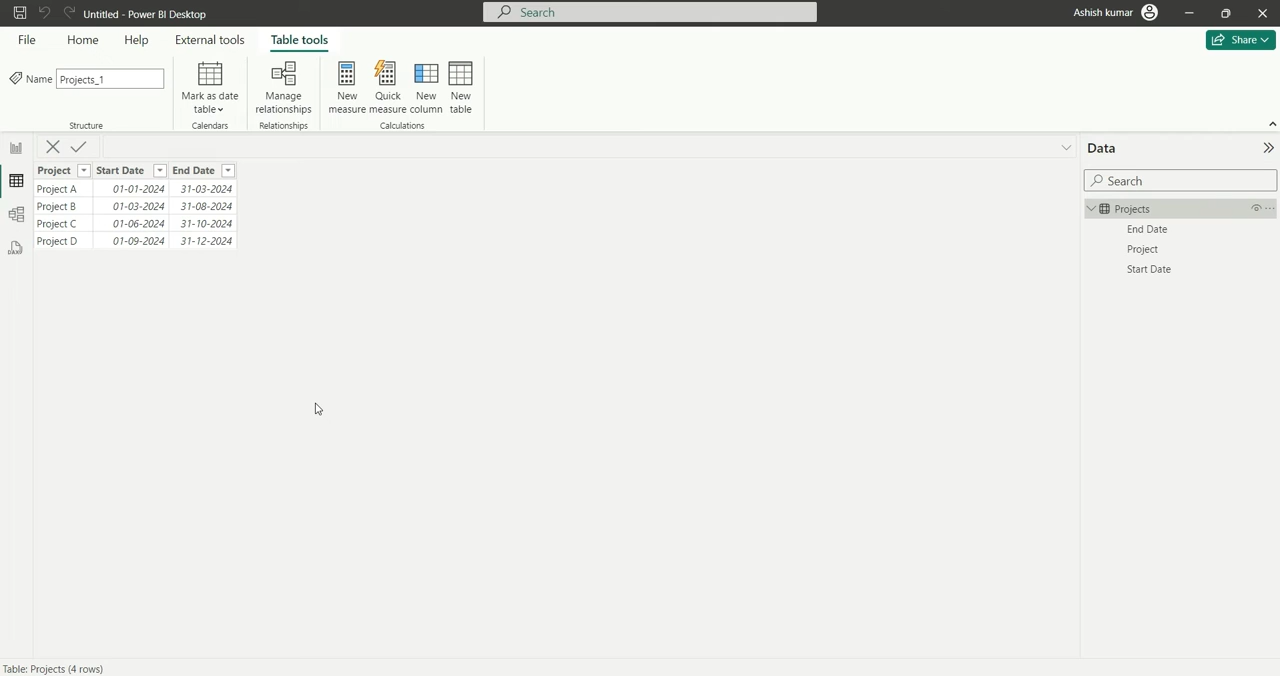 Untitled - Power BI Desktop
Search
Ashish kumar
File Home Help External tools Table tools
Share
Name Projects_1
Mark as date table
Manage relationships
New measure
Quick measure
New column
New table
Structure
Calendars
Relationships
Calculations
Data
Project Start Date End Date
Project A 01-01-2024 31-03-2024
Project B 01-03-2024 31-08-2024
Project C 01-06-2024 31-10-2024
Project D 01-09-2024 31-12-2024
DAX
Search
Projects
End Date
Project
Start Date
Table: Projects (4 rows)